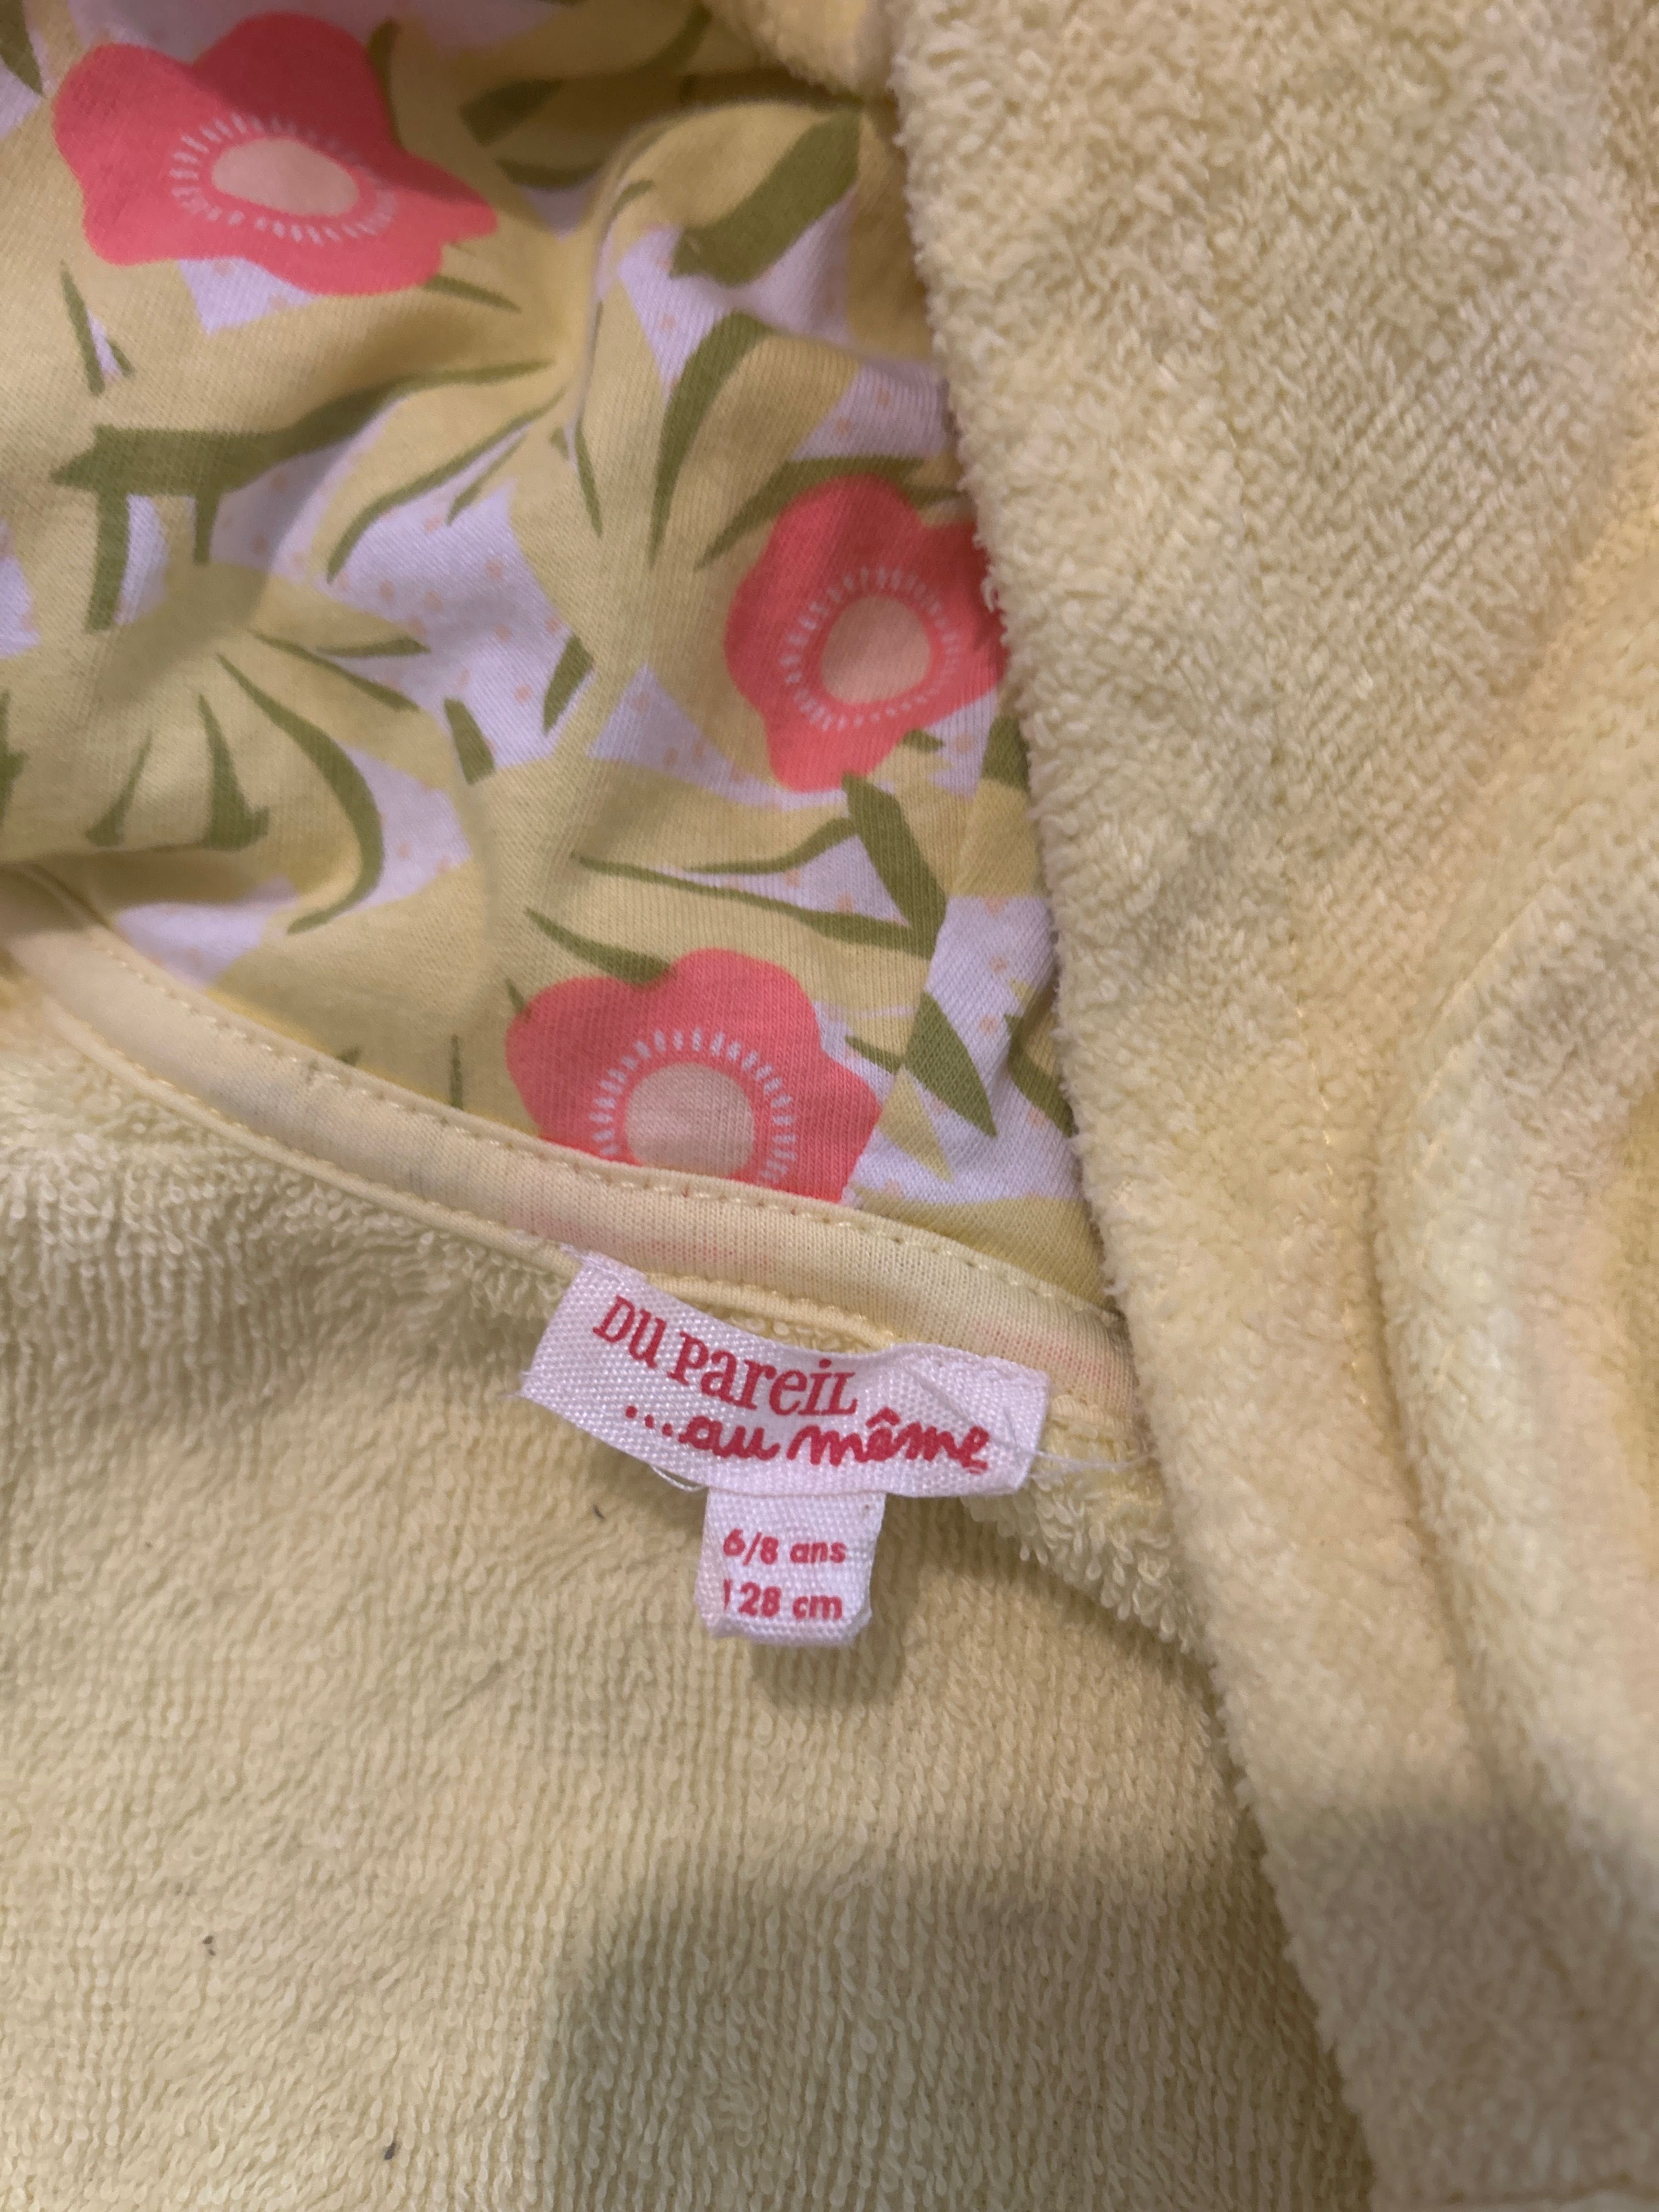 DU PAREIL
...au même
6/8 ans
128 cm